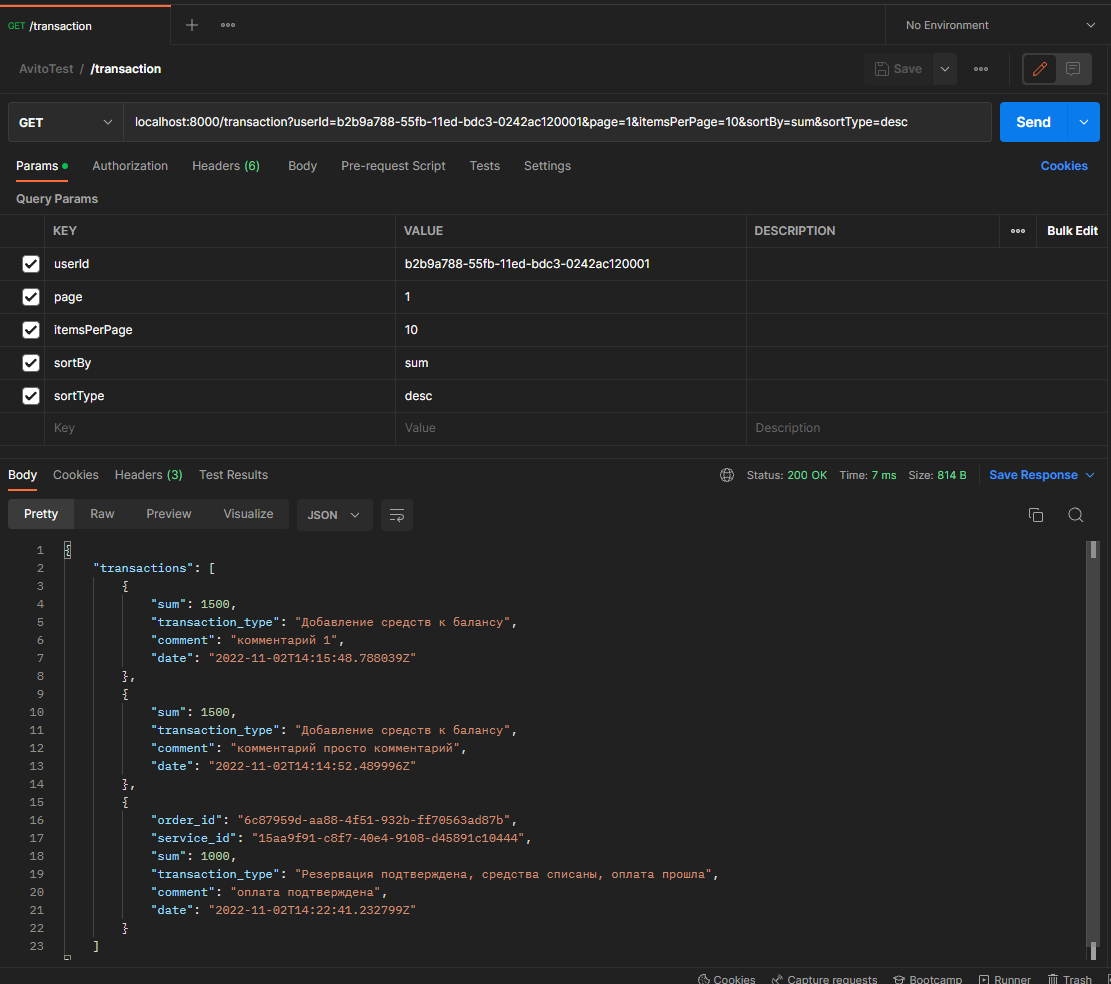 GET /transaction
No Environment
AvitoTest / /transaction
Save
GET
localhost:8000/transaction?userId=b2b9a788-55fb-11ed-bdc3-0242ac120001&page=1&itemsPerPage=10&sortBy=sum&sortType=desc
Send
Params Authorization Headers (6) Body Pre-request Script Tests Settings Cookies
Query Params
KEY VALUE DESCRIPTION Bulk Edit
userId b2b9a788-55fb-11ed-bdc3-0242ac120001
page 1
itemsPerPage 10
sortBy sum
sortType desc
Key Value Description
Body Cookies Headers (3) Test Results Status: 200 OK Time: 7 ms Size: 814 B Save Response
Pretty Raw Preview Visualize JSON
1 {
2 "transactions": [
3 {
4 "sum": 1500,
5 "transaction_type": "Добавление средств к балансу",
6 "comment": "комментарий 1",
7 "date": "2022-11-02T14:15:48.788039Z"
8 },
9 {
10 "sum": 1500,
11 "transaction_type": "Добавление средств к балансу",
12 "comment": "комментарий просто комментарий",
13 "date": "2022-11-02T14:14:52.489996Z"
14 },
15 {
16 "order_id": "6c87959d-aa88-4f51-932b-ff70563ad87b",
17 "service_id": "15aa9f91-c8f7-40e4-9108-d45891c10444",
18 "sum": 1000,
19 "transaction_type": "Резервация подтверждена, средства списаны, оплата прошла",
20 "comment": "оплата подтверждена",
21 "date": "2022-11-02T14:22:41.232799Z"
22 }
23 ]
Cookies Capture requests Bootcamp Runner Trash